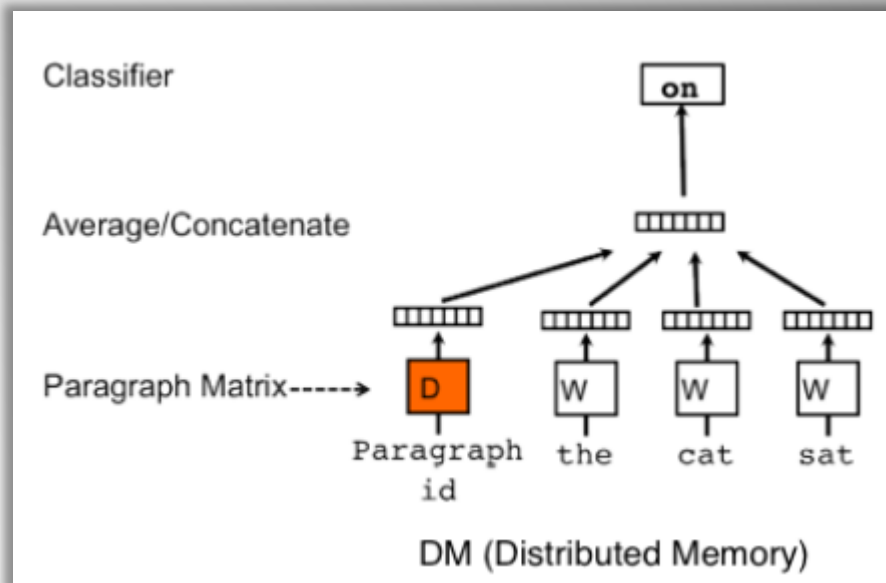 Classifier
on
Average/Concatenate
Paragraph Matrix
D W W W
Paragraph the cat sat
id
DM (Distributed Memory)